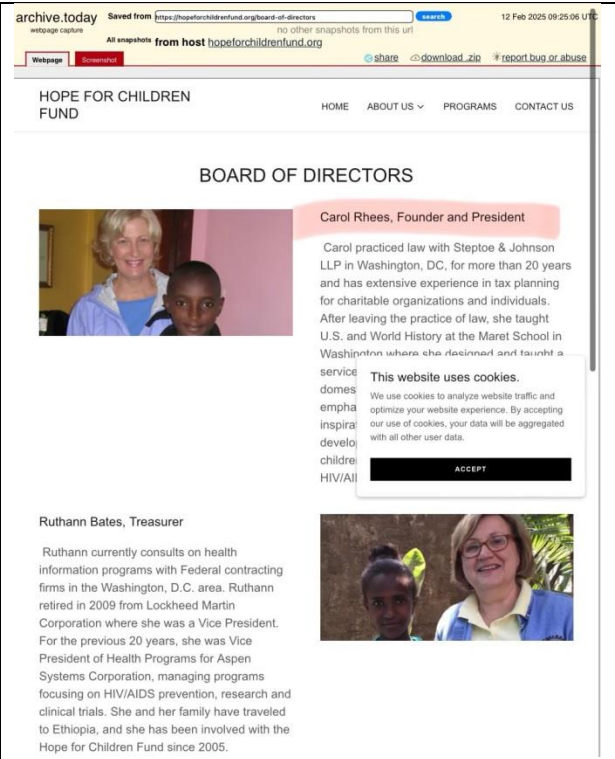 archive.today
webpage capture
Saved from https://hopeforchildrenfund.org/board-of-directors
search
12 Feb 2025 09:25:06 UTC
no other snapshots from this url
All snapshots from host hopeforchildrenfund.org
Webpage
Screenshot
share
download .zip
report bug or abuse
HOPE FOR CHILDREN
FUND
HOME
ABOUT US
PROGRAMS
CONTACT US
BOARD OF DIRECTORS
Carol Rhees, Founder and President
Carol practiced law with Steptoe & Johnson
LLP in Washington, DC, for more than 20 years
and has extensive experience in tax planning
for charitable organizations and individuals.
After leaving the practice of law, she taught
U.S. and World History at the Maret School in
Washington where she designed and taught a
service
domes
empha
inspira
develo
childre
HIV/AI
This website uses cookies.
We use cookies to analyze website traffic and
optimize your website experience. By accepting
our use of cookies, your data will be aggregated
with all other user data.
ACCEPT
Ruthann Bates, Treasurer
Ruthann currently consults on health
information programs with Federal contracting
firms in the Washington, D.C. area. Ruthann
retired in 2009 from Lockheed Martin
Corporation where she was a Vice President.
For the previous 20 years, she was Vice
President of Health Programs for Aspen
Systems Corporation, managing programs
focusing on HIV/AIDS prevention, research and
clinical trials. She and her family have traveled
to Ethiopia, and she has been involved with the
Hope for Children Fund since 2005.